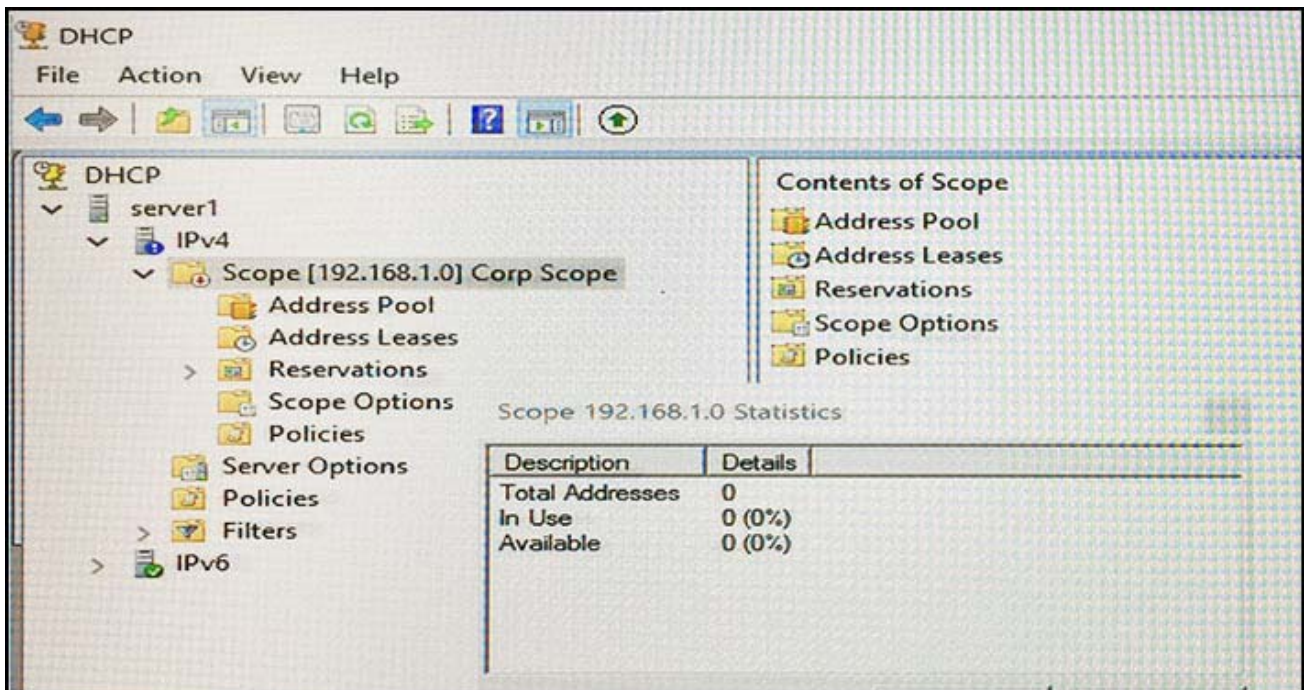 DHCP
File Action View Help
DHCP
server1
IPv4
Scope [192.168.1.0] Corp Scope
Address Pool
Address Leases
Reservations
Scope Options
Policies
Server Options
Policies
Filters
IPv6
Contents of Scope
Address Pool
Address Leases
Reservations
Scope Options
Policies
Scope 192.168.1.0 Statistics
Description Details
Total Addresses 0
In Use 0 (0%)
Available 0 (0%)